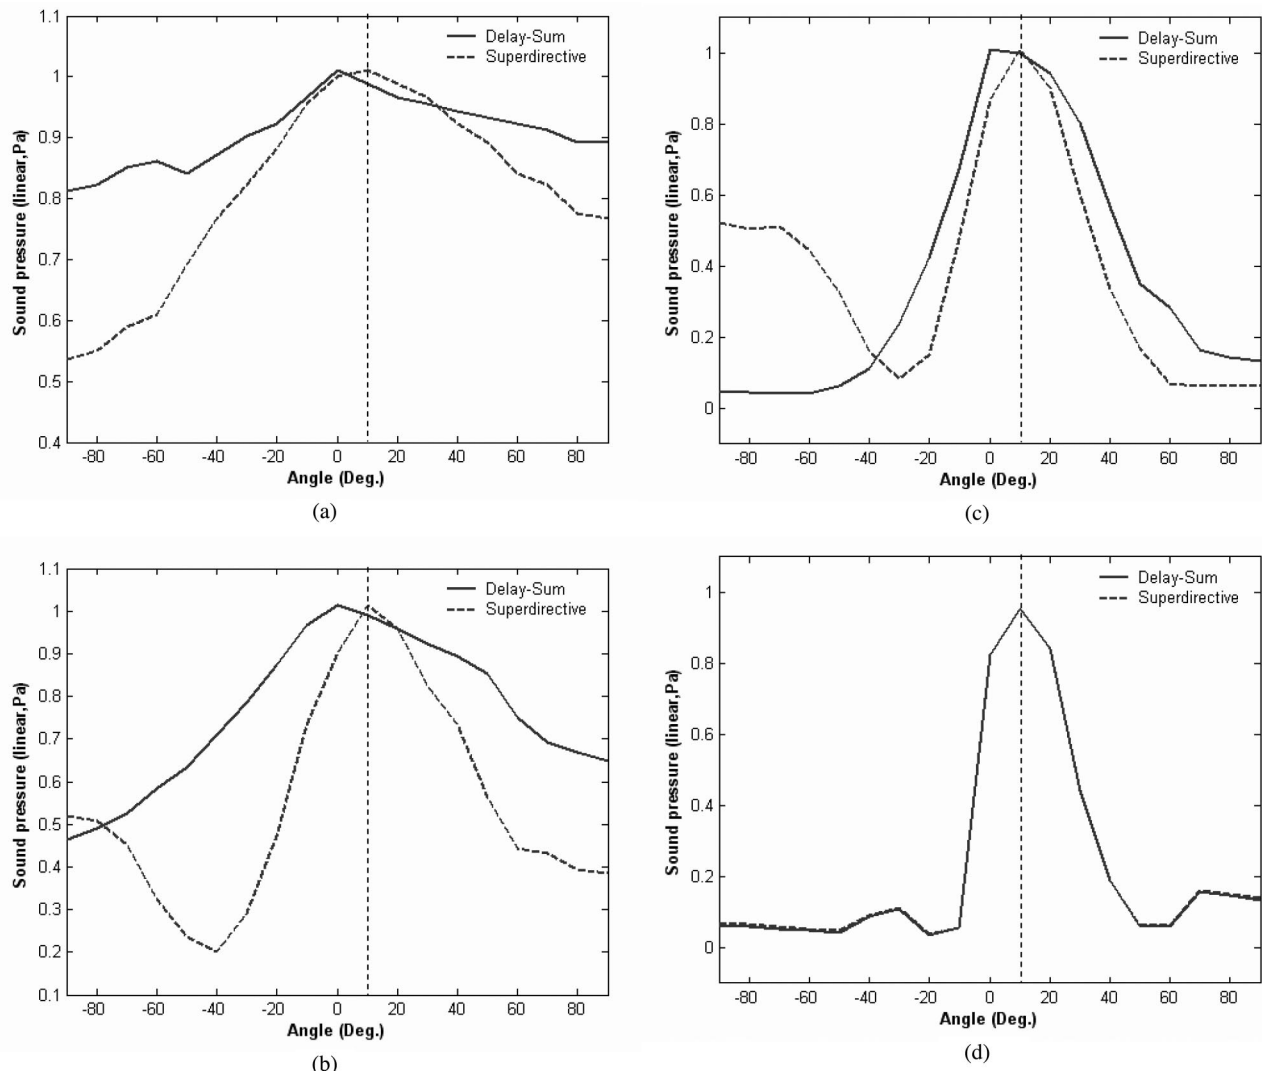 1.1
1
0.9
0.8
0.7
0.6
0.5
0.4
Sound pressure (linear,Pa)
Delay-Sum
Superdirective
-80 -60 -40 -20 0 20 40 60 80
Angle (Deg.)
(a)
1
0.8
0.6
0.4
0.2
0
Sound pressure (linear,Pa)
Delay-Sum
Superdirective
-80 -60 -40 -20 0 20 40 60 80
Angle (Deg.)
(c)
1.1
1
0.9
0.8
0.7
0.6
0.5
0.4
0.3
0.2
0.1
Sound pressure (linear,Pa)
Delay-Sum
Superdirective
-80 -60 -40 -20 0 20 40 60 80
Angle (Deg.)
(b)
1
0.8
0.6
0.4
0.2
0
Sound pressure (linear,Pa)
Delay-Sum
Superdirective
-80 -60 -40 -20 0 20 40 60 80
Angle (Deg.)
(d)